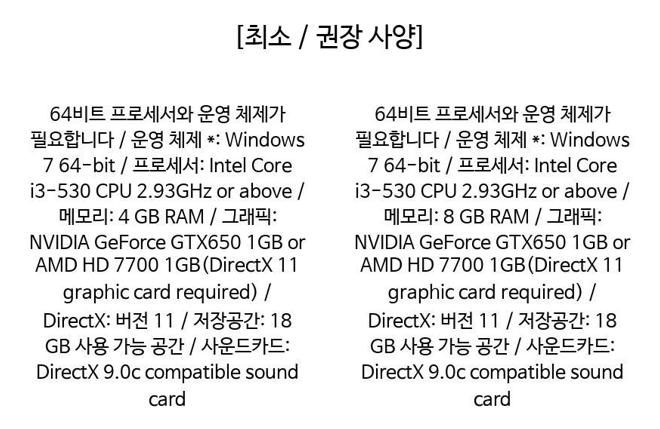 [최소 / 권장 사양]
64비트 프로세서와 운영 체제가
필요합니다 / 운영 체제 *: Windows
7 64-bit / 프로세서: Intel Core
i3-530 CPU 2.93GHz or above /
메모리: 4 GB RAM / 그래픽:
NVIDIA GeForce GTX650 1GB or
AMD HD 7700 1GB(DirectX 11
graphic card required) /
DirectX: 버전 11 / 저장공간: 18
GB 사용 가능 공간 / 사운드카드:
DirectX 9.0c compatible sound
card
64비트 프로세서와 운영 체제가
필요합니다 / 운영 체제 *: Windows
7 64-bit / 프로세서: Intel Core
i3-530 CPU 2.93GHz or above /
메모리: 8 GB RAM / 그래픽:
NVIDIA GeForce GTX650 1GB or
AMD HD 7700 1GB(DirectX 11
graphic card required) /
DirectX: 버전 11 / 저장공간: 18
GB 사용 가능 공간 / 사운드카드:
DirectX 9.0c compatible sound
card